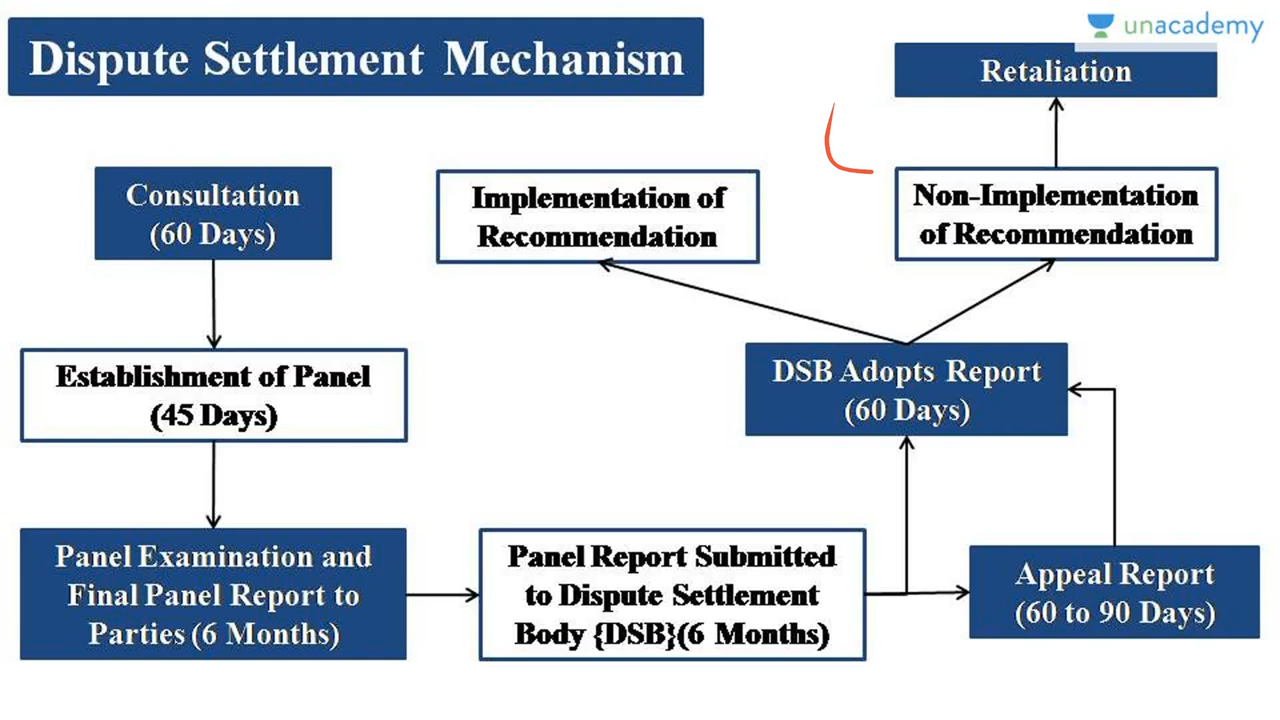 unacademy
Dispute Settlement Mechanism
Retaliation
Consultation
(60 Days)
Implementation of
Recommendation
Non-Implementation
of Recommendation
Establishment of Panel
(45 Days)
DSB Adopts Report
(60 Days)
Panel Examination and
Final Panel Report to
Parties (6 Months)
Panel Report Submitted
to Dispute Settlement
Body {DSB}(6 Months)
Appeal Report
(60 to 90 Days)